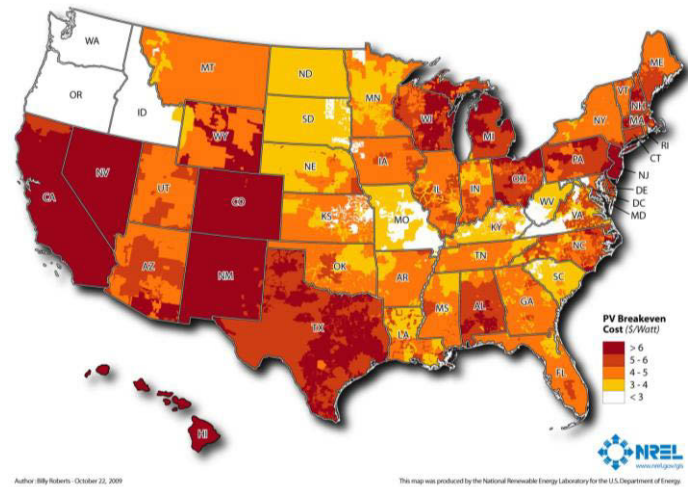 WA
MT
ND
ME
OR
MN
VT
NH
ID
SD
WI
NY
MA
WY
MI
RI
CT
IA
PA
NE
NJ
NV
OH
UT
IL
IN
DE
CA
CO
WV
DC
KS
MO
VA
MD
KY
NC
TN
AZ
OK
NM
AR
SC
MS
AL
GA
TX
LA
FL
HI
PV Breakeven
Cost ($/Watt)
> 6
5 - 6
4 - 5
3 - 4
< 3
NREL
www.nrel.gov/gis
Author : Billy Roberts - October 22, 2009
This map was produced by the National Renewable Energy Laboratory for the U.S. Department of Energy.